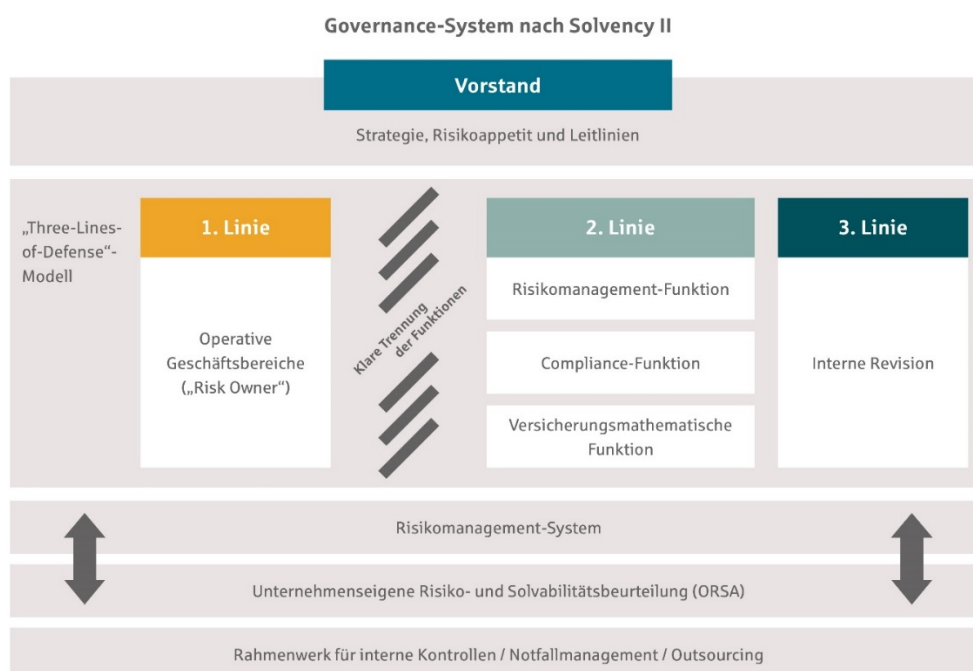 Governance-System nach Solvency II
Vorstand
Strategie, Risikoappetit und Leitlinien
„Three-Lines-
of-Defense“-
Modell
1. Linie
Operative
Geschäftsbereiche
(„Risk Owner“)
Klare Trennung
der Funktionen
2. Linie
Risikomanagement-Funktion
Compliance-Funktion
Versicherungsmathematische
Funktion
3. Linie
Interne Revision
Risikomanagement-System
Unternehmenseigene Risiko- und Solvabilitätsbeurteilung (ORSA)
Rahmenwerk für interne Kontrollen / Notfallmanagement / Outsourcing